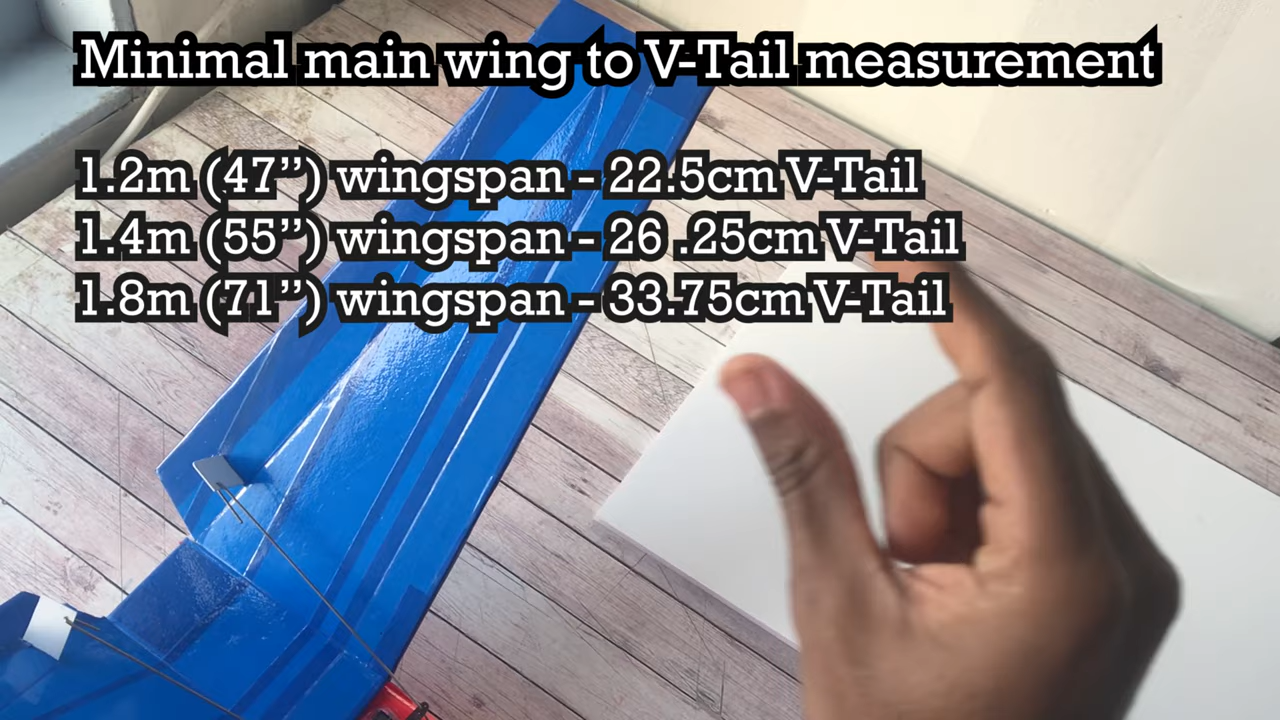 Minimal main wing to V-Tail measurement
1.2m (47”) wingspan - 22.5cm V-Tail
1.4m (55”) wingspan - 26 .25cm V-Tail
1.8m (71”) wingspan - 33.75cm V-Tail